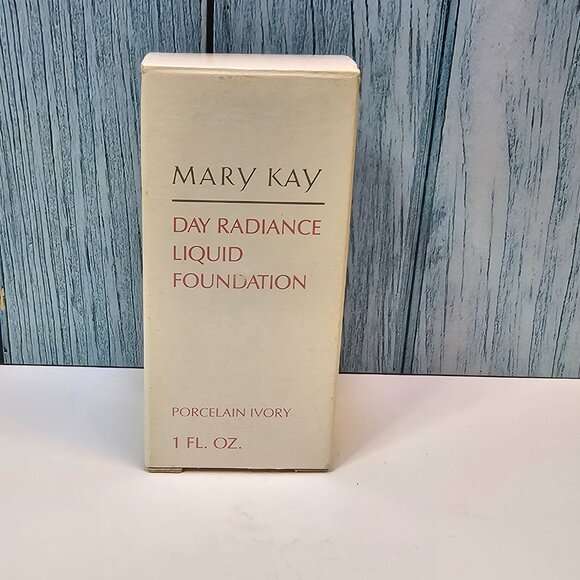 MARY KAY
DAY RADIANCE
LIQUID
FOUNDATION
PORCELAIN IVORY
1 FL. OZ.